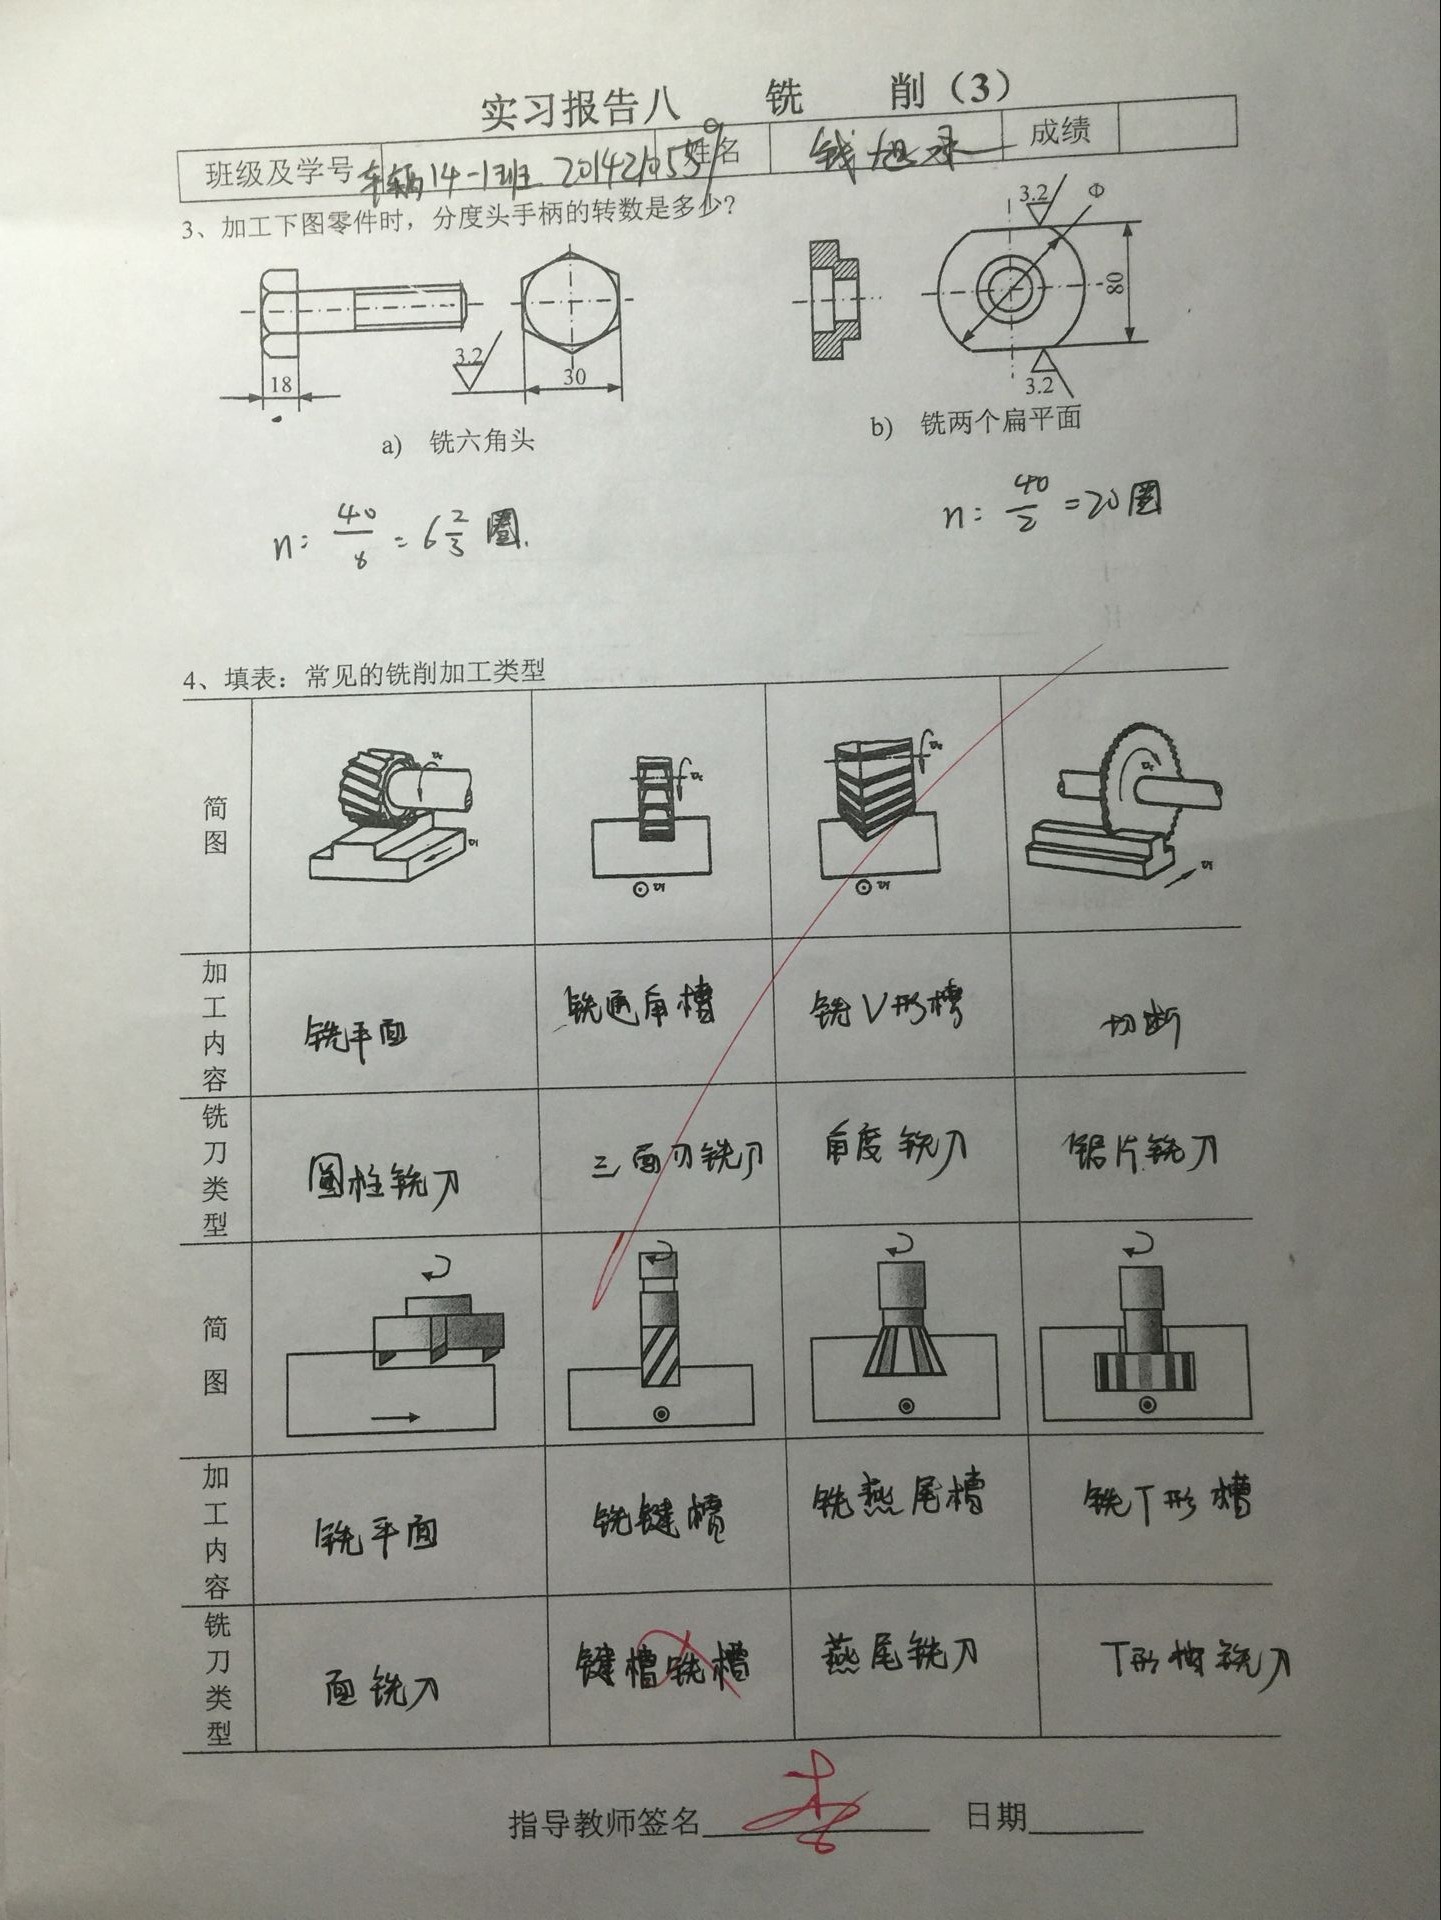 实习报告八 铣 削（3）
班级及学号 车辆14-1班 2014210559 姓名 钱旭 成绩
3、加工下图零件时，分度头手柄的转数是多少？
3.2 Φ
80
3.2
18 30
3.2
a) 铣六角头
b) 铣两个扁平面
n: 40/6 = 6 2/3 圈.
n: 40/2 = 20圈
4、填表：常见的铣削加工类型
简图
加工内容 铣平面 铣通角槽 铣V形槽 切断
铣刀类型 圆柱铣刀 三面刃铣刀 角度铣刀 锯片铣刀
简图
加工内容 铣平面 铣键槽 铣燕尾槽 铣T形槽
铣刀类型 面铣刀 键槽铣槽 燕尾铣刀 T形槽铣刀
指导教师签名 日期